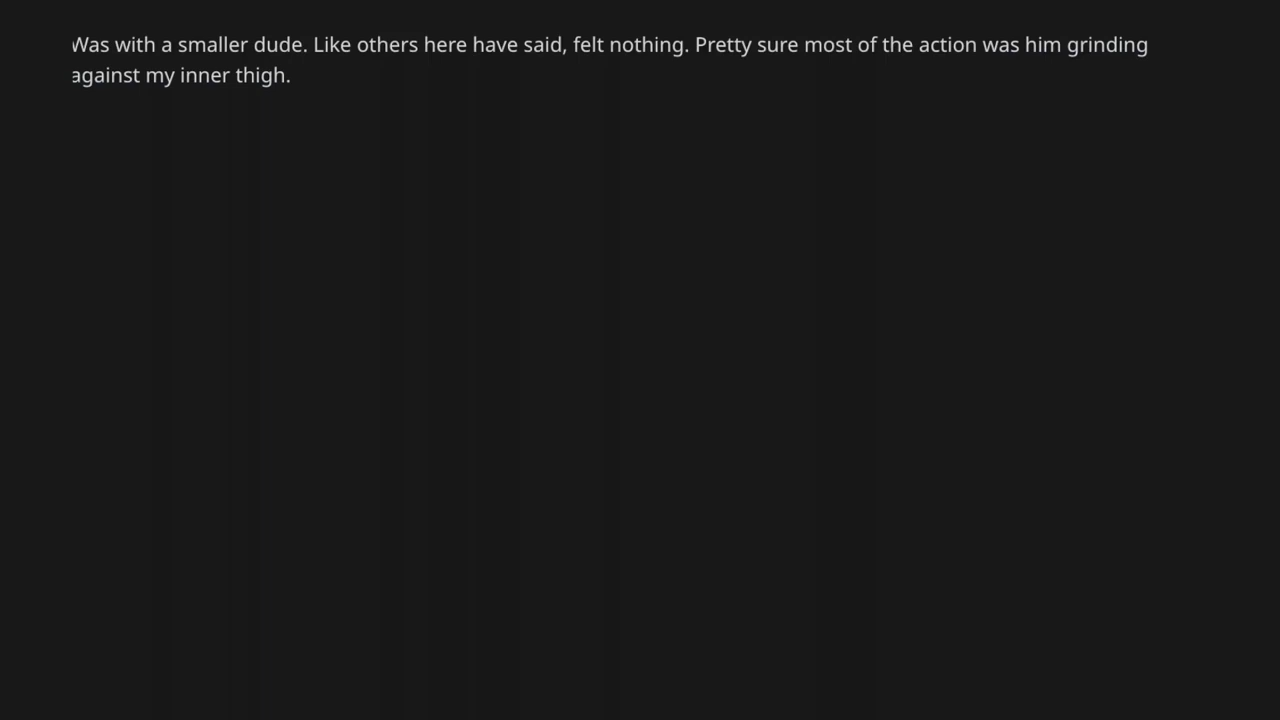 Was with a smaller dude. Like others here have said, felt nothing. Pretty sure most of the action was him grinding
against my inner thigh.